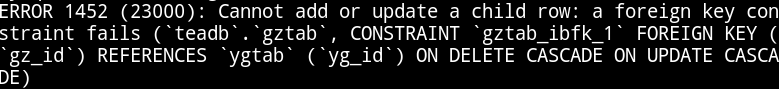 ERROR 1452 (23000): Cannot add or update a child row: a foreign key con
straint fails (`teadb`.`gztab`, CONSTRAINT `gztab_ibfk_1` FOREIGN KEY (
`gz_id`) REFERENCES `ygtab` (`yg_id`) ON DELETE CASCADE ON UPDATE CASCA
DE)